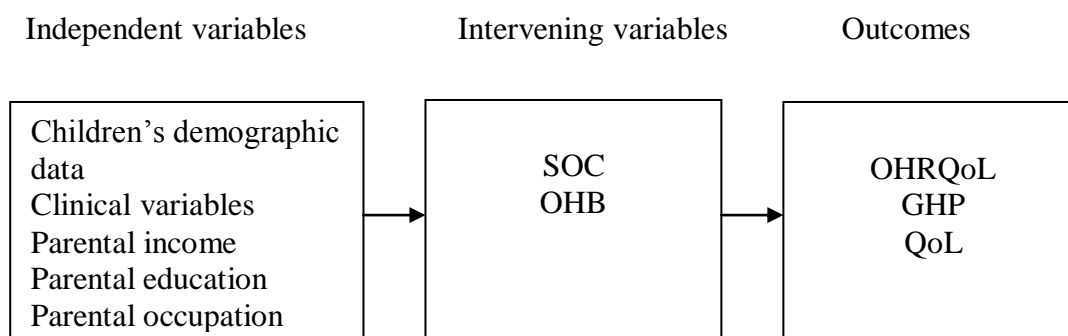 Independent variables
Intervening variables
Outcomes
Children's demographic
data
Clinical variables
Parental income
Parental education
Parental occupation
SOC
OHB
OHRQoL
GHP
QoL